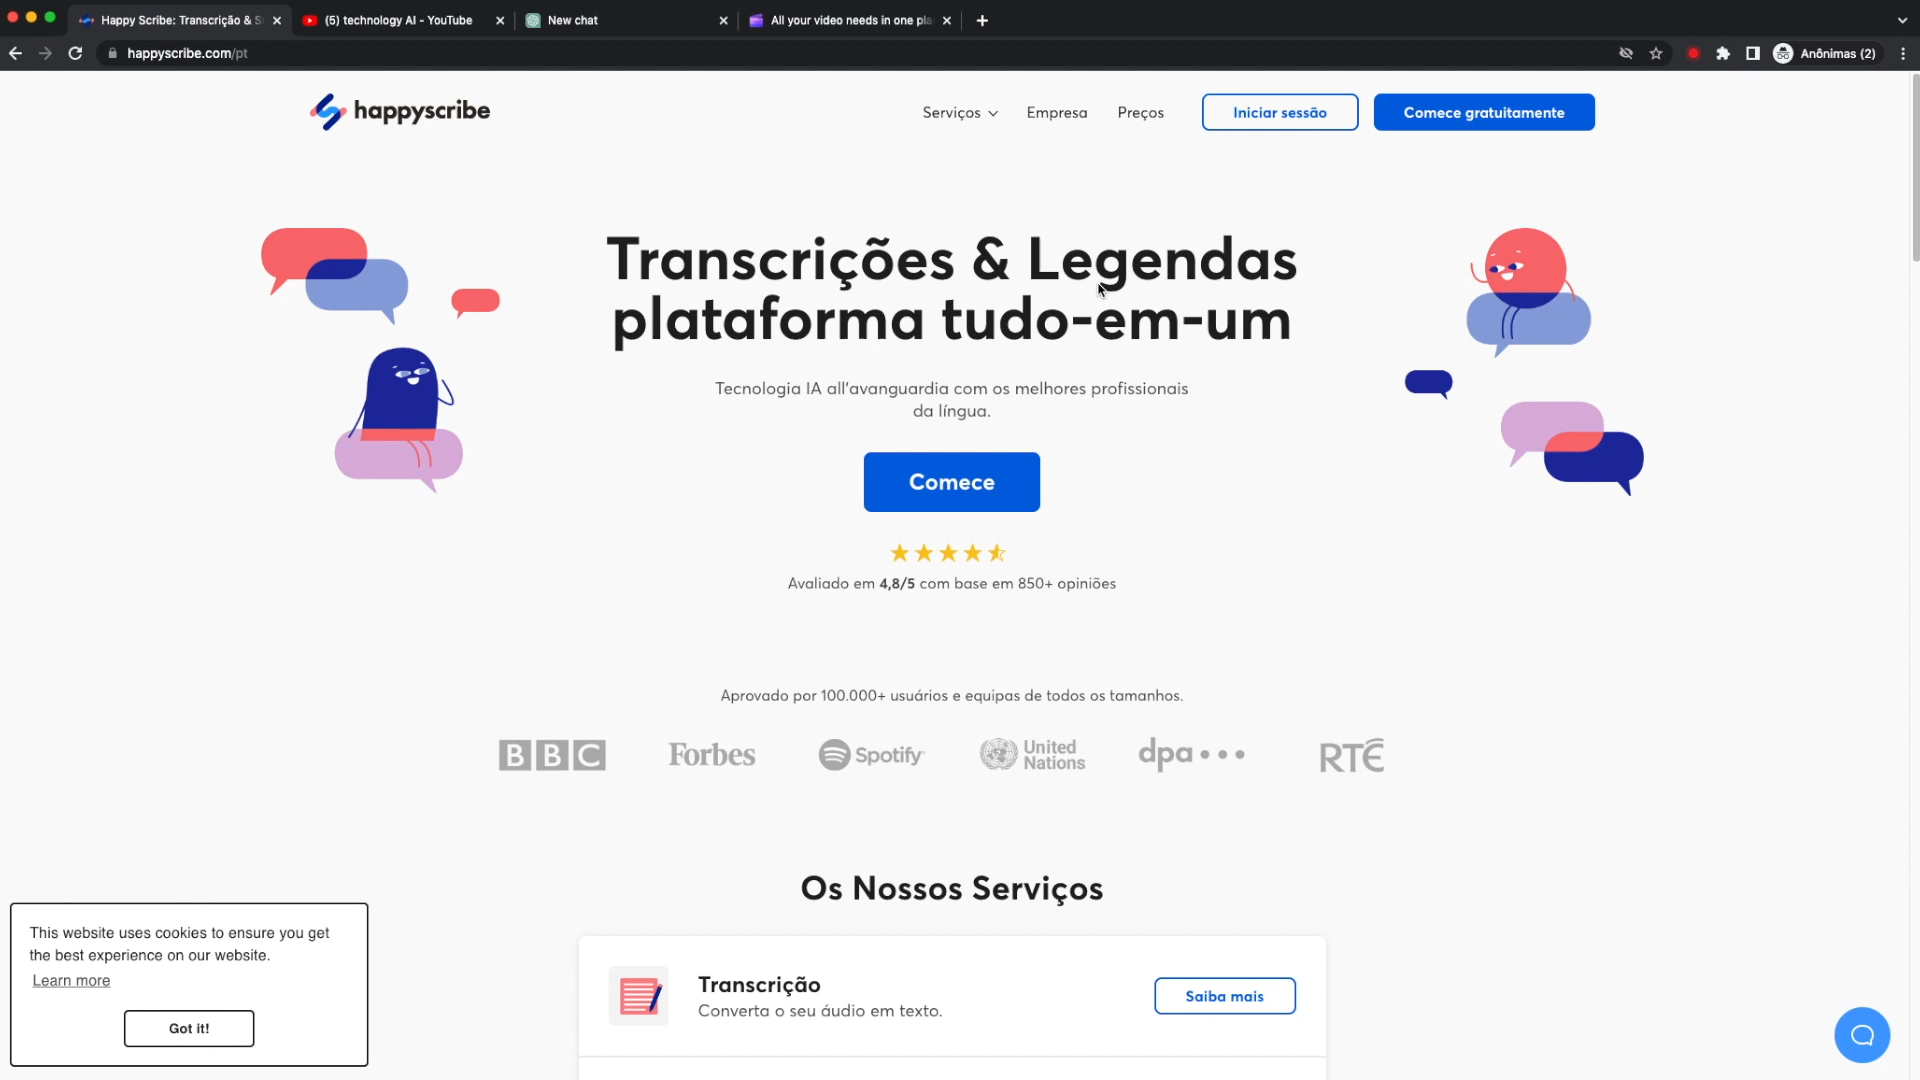 Happy Scribe: Transcrição & S
(5) technology AI - YouTube
New chat
All your video needs in one pla
happyscribe.com/pt
Anônimas (2)
happyscribe
Serviços
Empresa
Preços
Iniciar sessão
Comece gratuitamente
Transcrições & Legendas
plataforma tudo-em-um
Tecnologia IA all'avanguardia com os melhores profissionais
da língua.
Comece
Avaliado em 4,8/5 com base em 850+ opiniões
Aprovado por 100.000+ usuários e equipas de todos os tamanhos.
BBC
Forbes
Spotify
United
Nations
dpa
RTÉ
Os Nossos Serviços
Transcrição
Converta o seu áudio em texto.
Saiba mais
This website uses cookies to ensure you get
the best experience on our website.
Learn more
Got it!